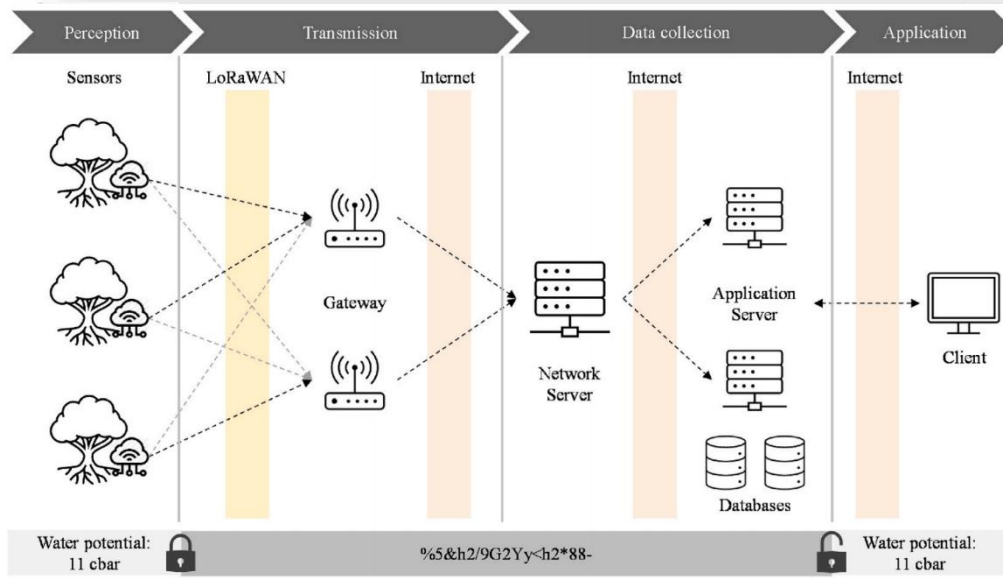 Perception
Transmission
Data collection
Application
Sensors
LoRaWAN
Internet
Internet
Internet
Gateway
Network
Server
Application
Server
Client
Databases
Water potential:
11 cbar
%5&h2/9G2Yy<h2*88-
Water potential:
11 cbar